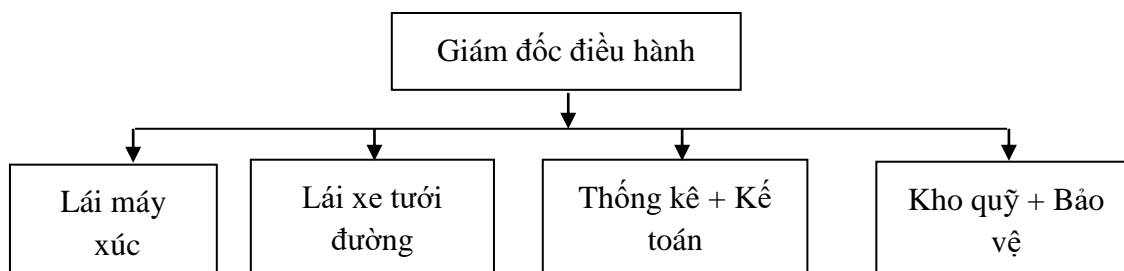 Giám đốc điều hành
Lái máy
xúc
Lái xe tưới
đường
Thống kê + Kế
toán
Kho quỹ + Bảo
vệ